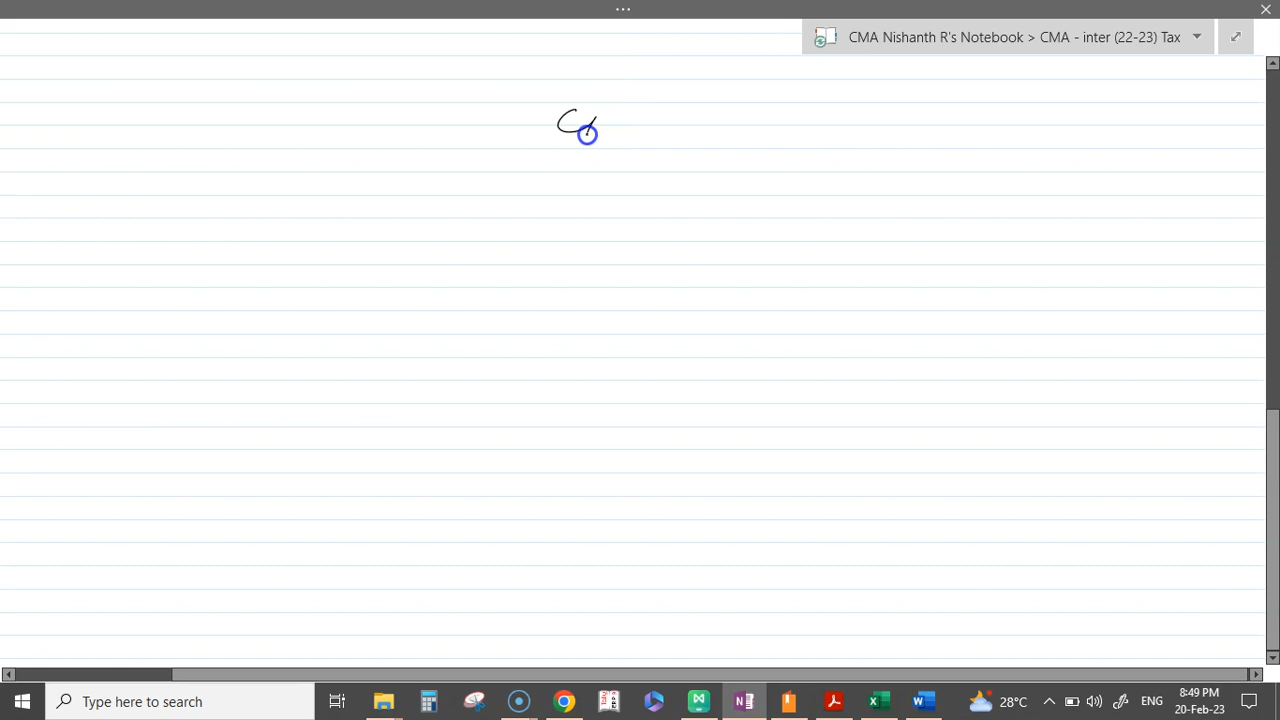 CMA Nishanth R's Notebook > CMA - inter (22-23) Tax
Type here to search
28°C
ENG
8:49 PM
20-Feb-23